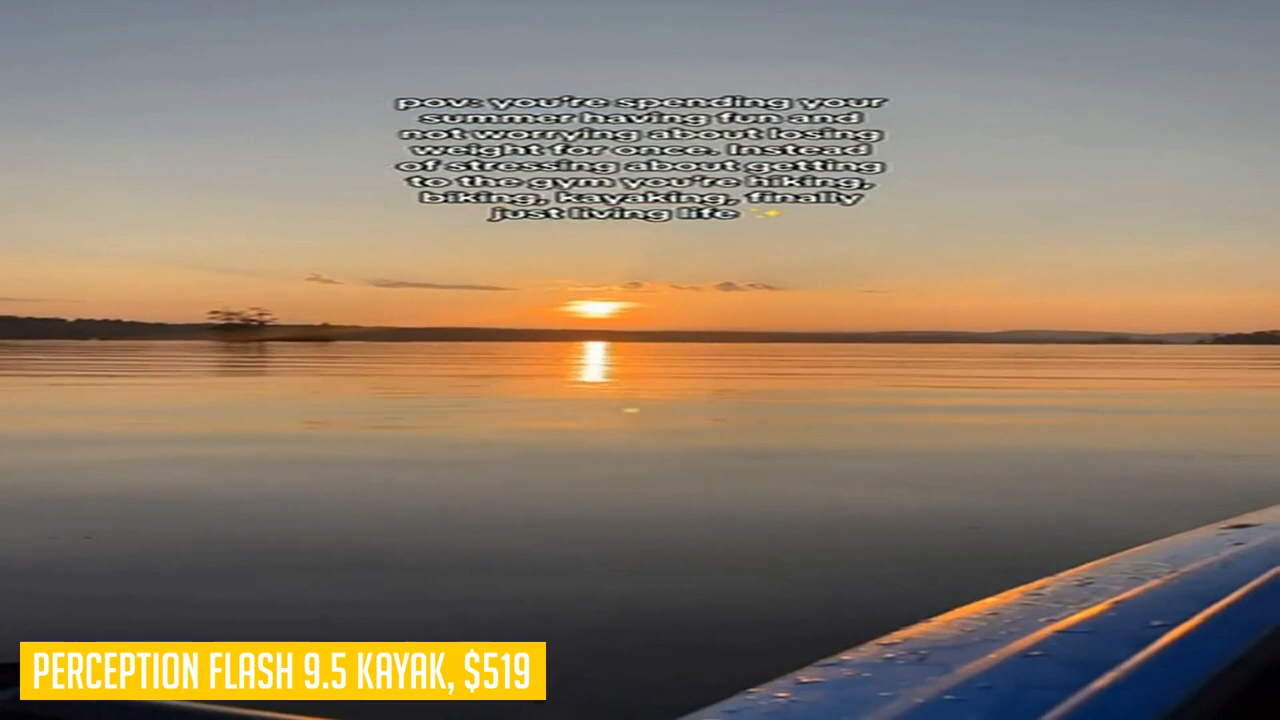 pov: you're spending your
summer having fun and
not worrying about losing
weight for once. Instead
of stressing about getting
to the gym you're hiking,
biking, kayaking, finally
just living life ✨
PERCEPTION FLASH 9.5 KAYAK, $519